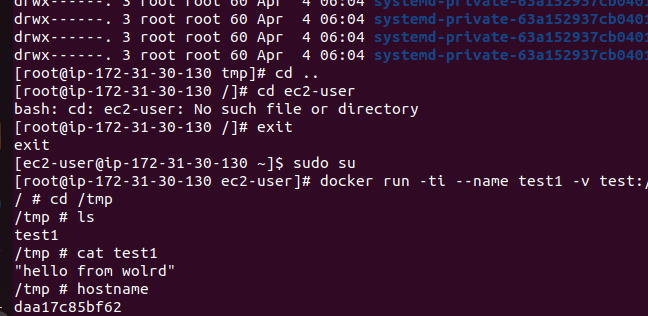 drwx------. 3 root root 60 Apr  4 06:04 systemd-private-63a152937cb0401
drwx------. 3 root root 60 Apr  4 06:04 systemd-private-63a152937cb0401
drwx------. 3 root root 60 Apr  4 06:04 systemd-private-63a152937cb0401
drwx------. 3 root root 60 Apr  4 06:04 systemd-private-63a152937cb0401
[root@ip-172-31-30-130 tmp]# cd ..
[root@ip-172-31-30-130 /]# cd ec2-user
bash: cd: ec2-user: No such file or directory
[root@ip-172-31-30-130 /]# exit
exit
[ec2-user@ip-172-31-30-130 ~]$ sudo su
[root@ip-172-31-30-130 ec2-user]# docker run -ti --name test1 -v test:/
/ # cd /tmp
/tmp # ls
test1
/tmp # cat test1
"hello from wolrd"
/tmp # hostname
daa17c85bf62